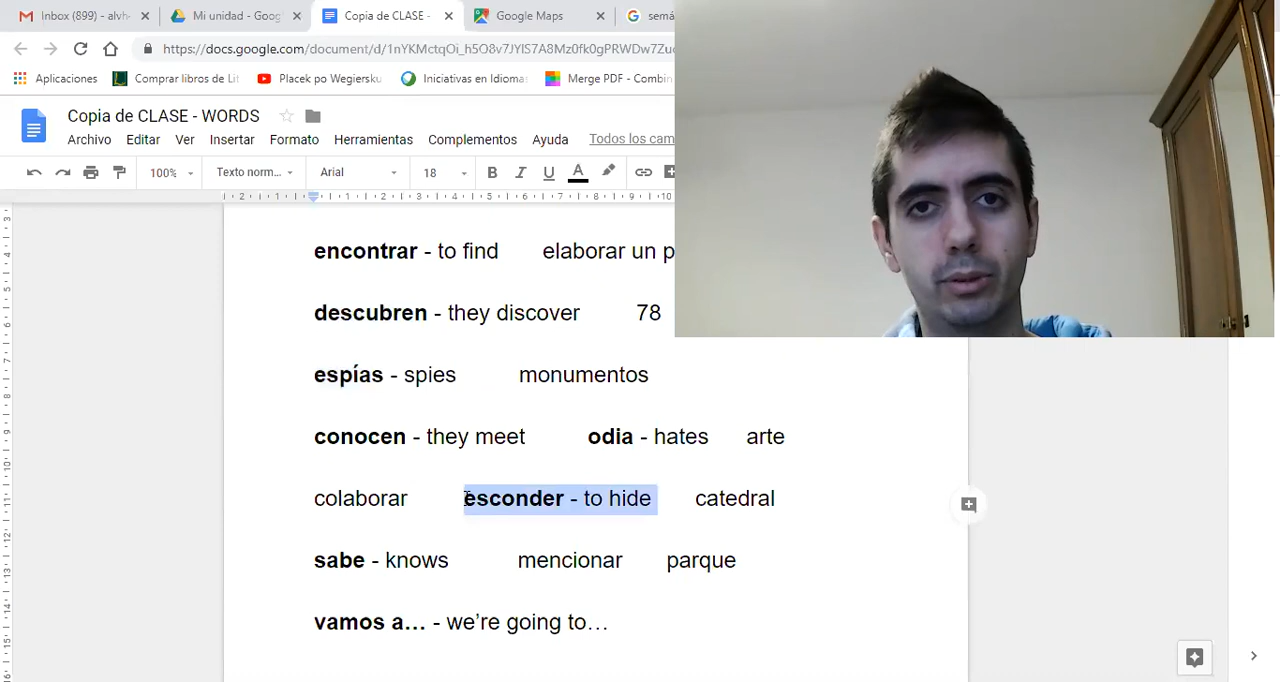 Inbox (899) - alvh-
Mi unidad - Goog
Copia de CLASE -
Google Maps
semá
https://docs.google.com/document/d/1nYKMctqOi_h5O8v7JYlS7A8Mz0fk0gPRWDw7Zuc
Aplicaciones
Comprar libros de Lit
Placek po Wegiersku
Iniciativas en Idioma
Merge PDF - Combin
Copia de CLASE - WORDS
Archivo Editar Ver Insertar Formato Herramientas Complementos Ayuda Todos los cam
100% Texto norm... Arial 18
encontrar - to find elaborar un p
descubren - they discover 78
espías - spies monumentos
conocen - they meet odia - hates arte
colaborar esconder - to hide catedral
sabe - knows mencionar parque
vamos a… - we’re going to…